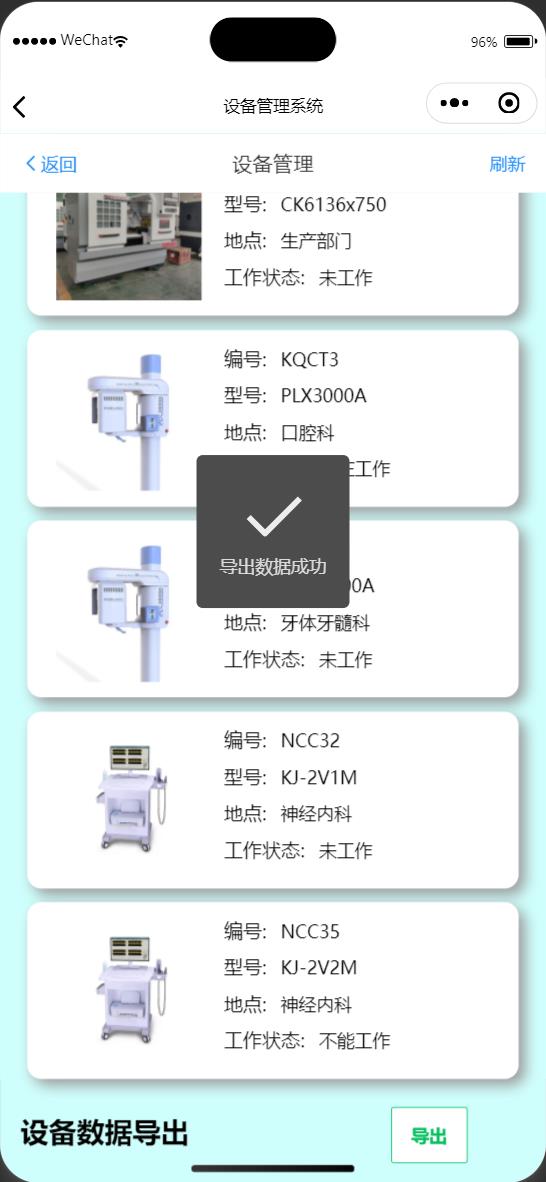 WeChat
96%
设备管理系统
返回
设备管理
刷新
型号: CK6136x750
地点: 生产部门
工作状态: 未工作
编号: KQCT3
型号: PLX3000A
地点: 口腔科
工作
导出数据成功
00A
地点: 牙体牙髓科
工作状态: 未工作
编号: NCC32
型号: KJ-2V1M
地点: 神经内科
工作状态: 未工作
编号: NCC35
型号: KJ-2V2M
地点: 神经内科
工作状态: 不能工作
设备数据导出
导出